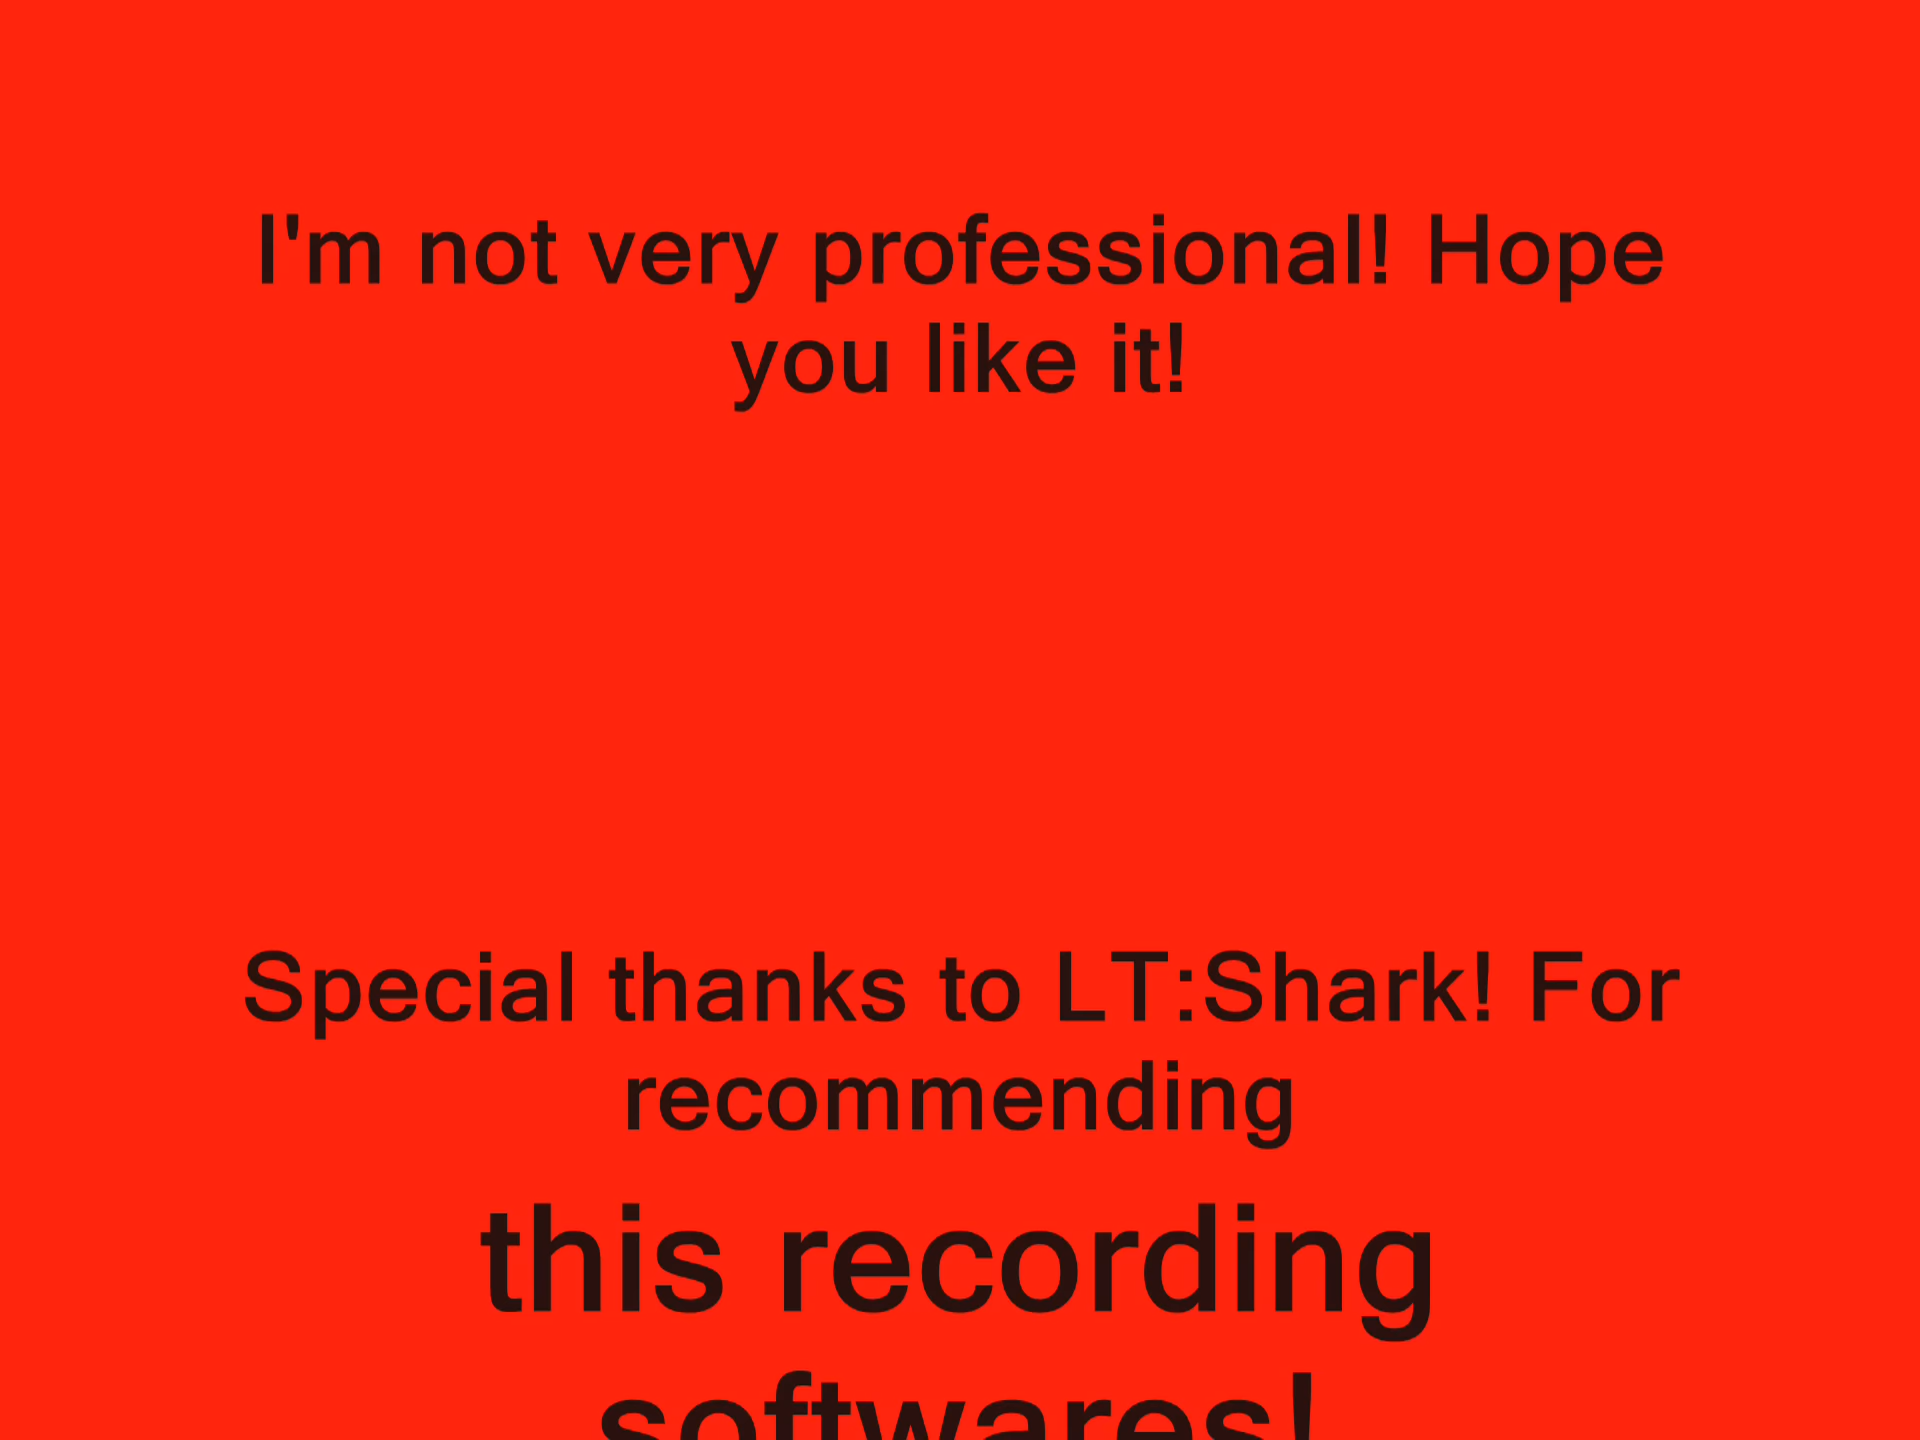 I'm not very professional! Hope
you like it!
Special thanks to LT:Shark! For
recommending
this recording
softwares!